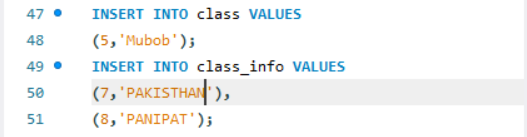 47 INSERT INTO class VALUES
48 (5,'Mubob');
49 INSERT INTO class_info VALUES
50 (7,'PAKISTHAN'),
51 (8,'PANIPAT');